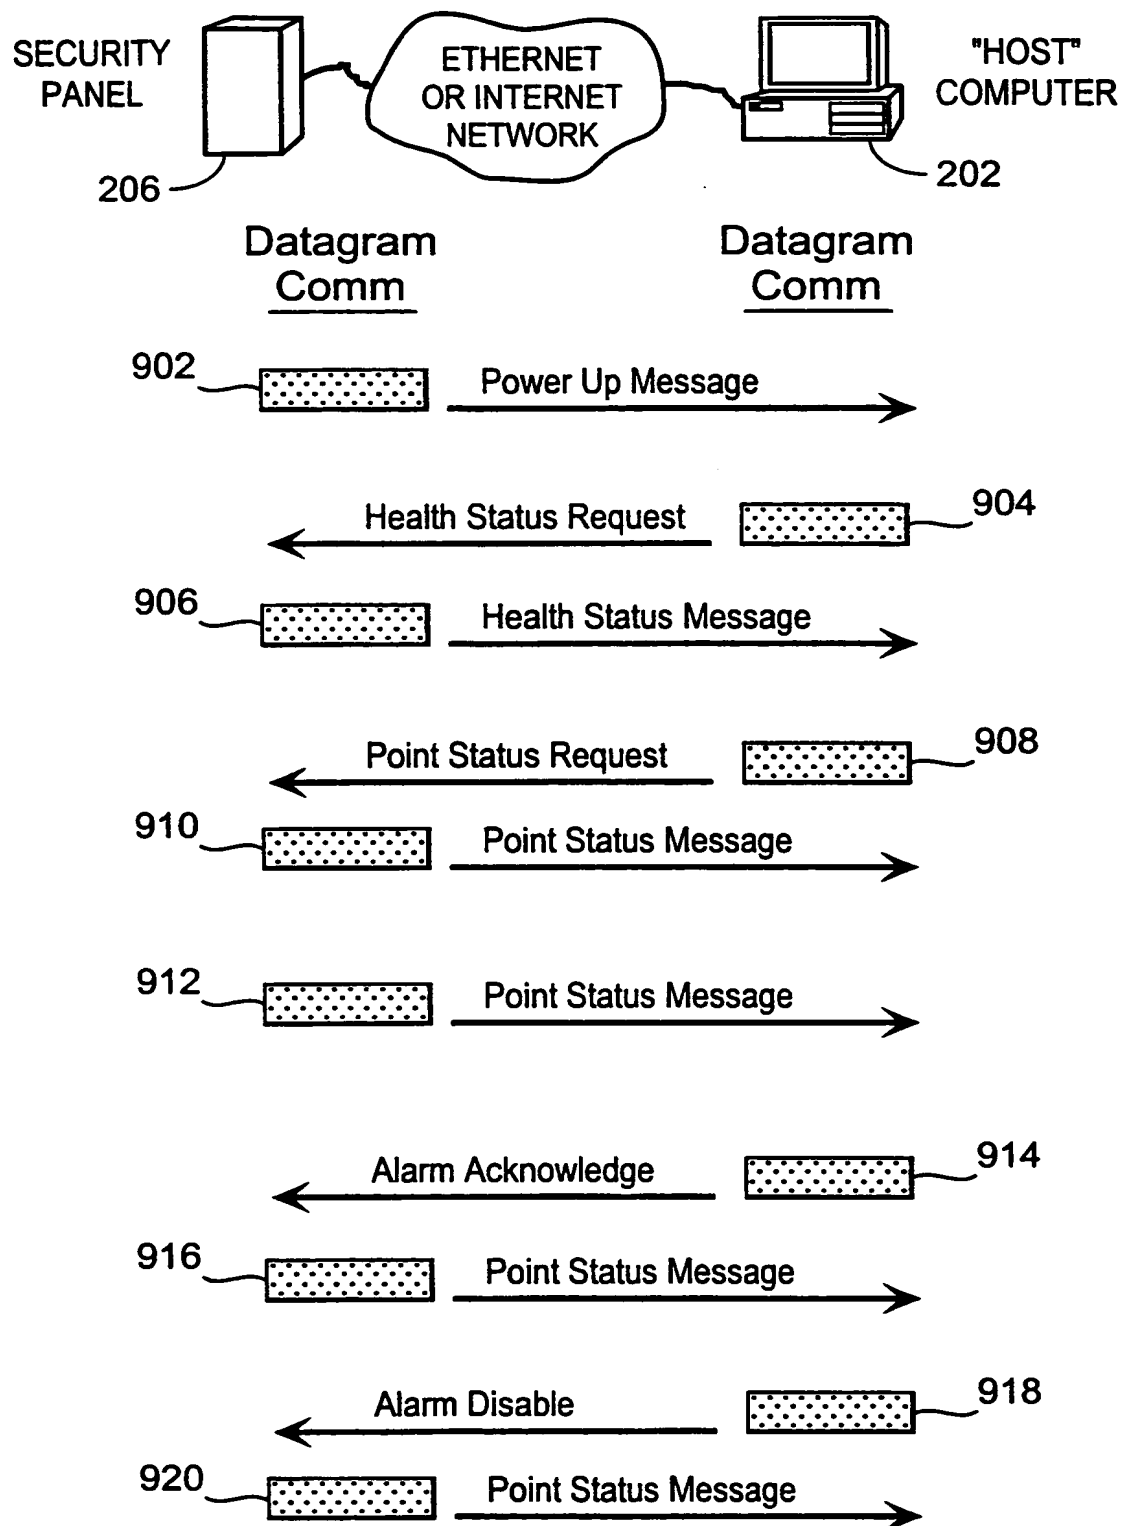 SECURITY
PANEL
ETHERNET
OR INTERNET
NETWORK
"HOST"
COMPUTER
206
202
Datagram
Comm
Datagram
Comm
902
Power Up Message
Health Status Request
904
906
Health Status Message
Point Status Request
908
910
Point Status Message
912
Point Status Message
Alarm Acknowledge
914
916
Point Status Message
Alarm Disable
918
920
Point Status Message